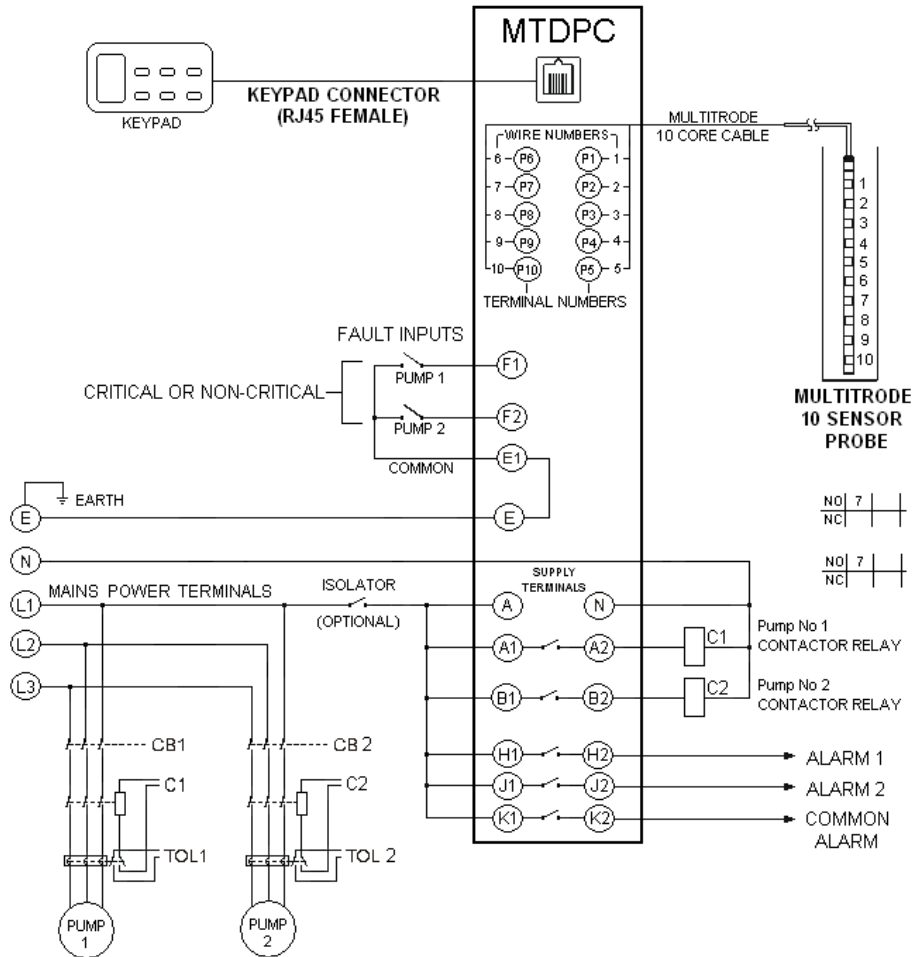 MTDPC
KEYPAD
KEYPAD CONNECTOR
(RJ45 FEMALE)
MULTITRODE
10 CORE CABLE
WIRE NUMBERS
6 P6 P1 1
7 P7 P2 2
8 P8 P3 3
9 P9 P4 4
10 P10 P5 5
TERMINAL NUMBERS
1
2
3
4
5
6
7
8
9
10
MULTITRODE
10 SENSOR
PROBE
FAULT INPUTS
CRITICAL OR NON-CRITICAL
PUMP 1
F1
PUMP 2
F2
COMMON
E1
EARTH
E
E
NO 7
NC
NO 7
NC
N
L1
MAINS POWER TERMINALS
ISOLATOR
(OPTIONAL)
SUPPLY
TERMINALS
A N
L2
A1 A2 C1
Pump No 1
CONTACTOR RELAY
L3
B1 B2 C2
Pump No 2
CONTACTOR RELAY
CB1
CB 2
H1 H2 ALARM 1
C1
C2
J1 J2 ALARM 2
K1 K2 COMMON
ALARM
TOL1
TOL 2
PUMP
1
PUMP
2